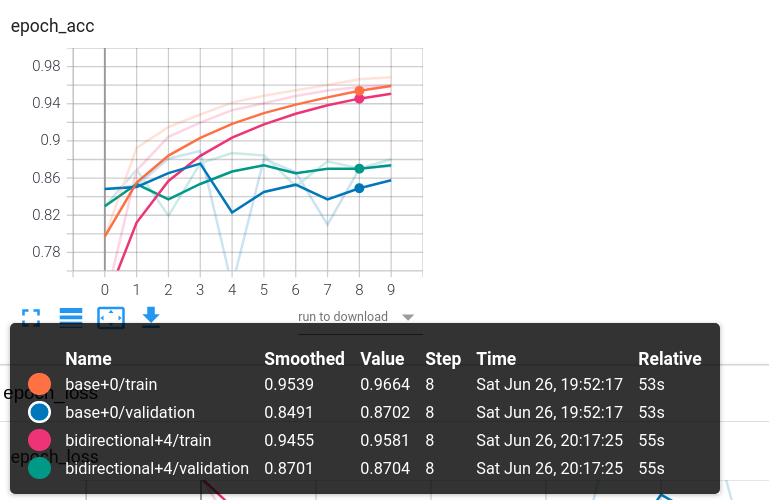 epoch_acc
0.98
0.94
0.9
0.86
0.82
0.78
0 1 2 3 4 5 6 7 8 9
run to download
Name Smoothed Value Step Time Relative
base+0/train 0.9539 0.9664 8 Sat Jun 26, 19:52:17 53s
epoch_loss
base+0/validation 0.8491 0.8702 8 Sat Jun 26, 19:52:17 53s
bidirectional+4/train 0.9455 0.9581 8 Sat Jun 26, 20:17:25 55s
epoch_loss
bidirectional+4/validation 0.8701 0.8704 8 Sat Jun 26, 20:17:25 55s